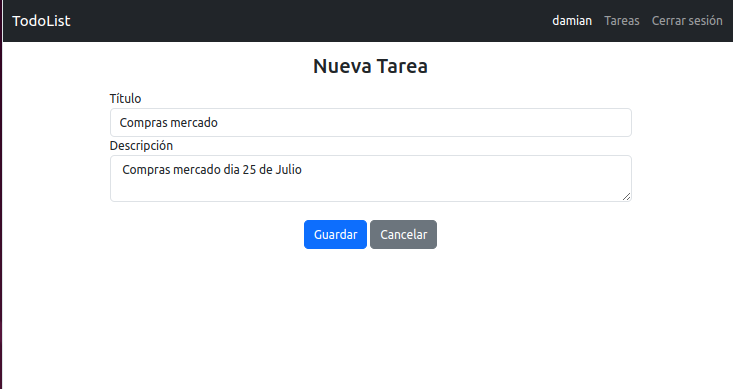 TodoList damian Tareas Cerrar sesión
Nueva Tarea
Título
Compras mercado
Descripción
Compras mercado dia 25 de Julio
Guardar Cancelar